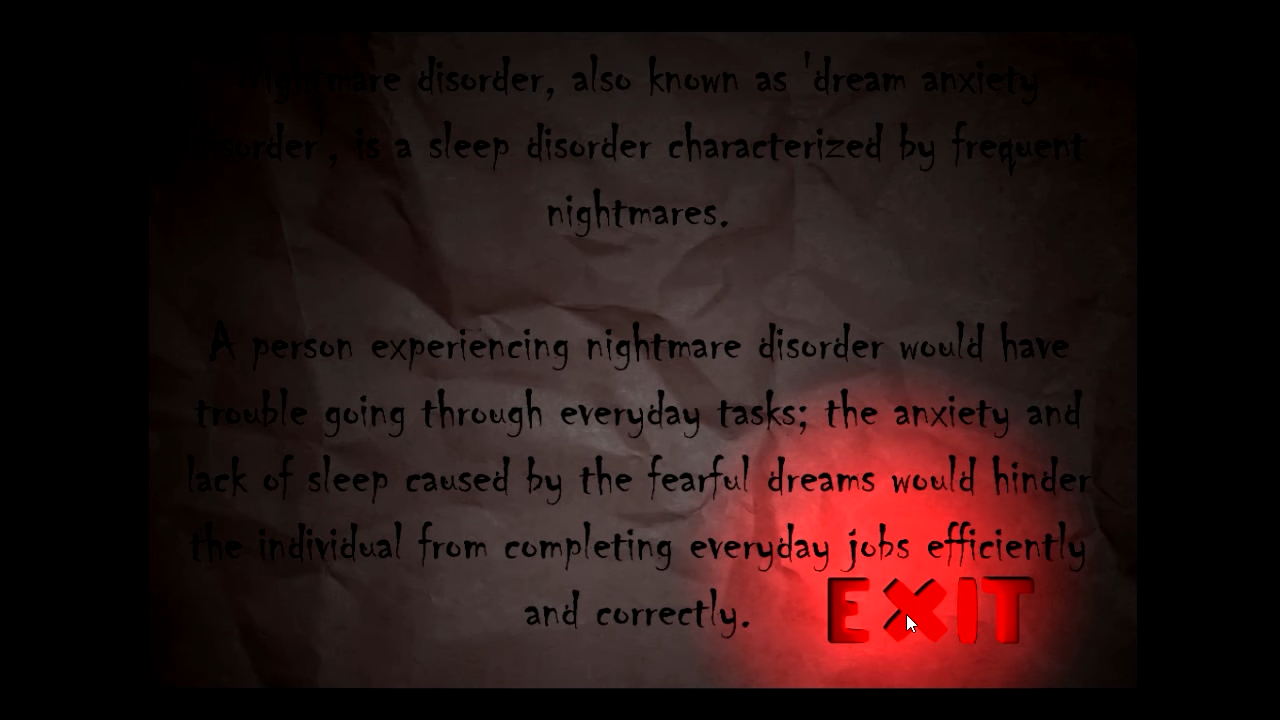 Nightmare disorder, also known as 'dream anxiety
disorder', is a sleep disorder characterized by frequent
nightmares.
A person experiencing nightmare disorder would have
trouble going through everyday tasks; the anxiety and
lack of sleep caused by the fearful dreams would hinder
the individual from completing everyday jobs efficiently
and correctly.
EXIT